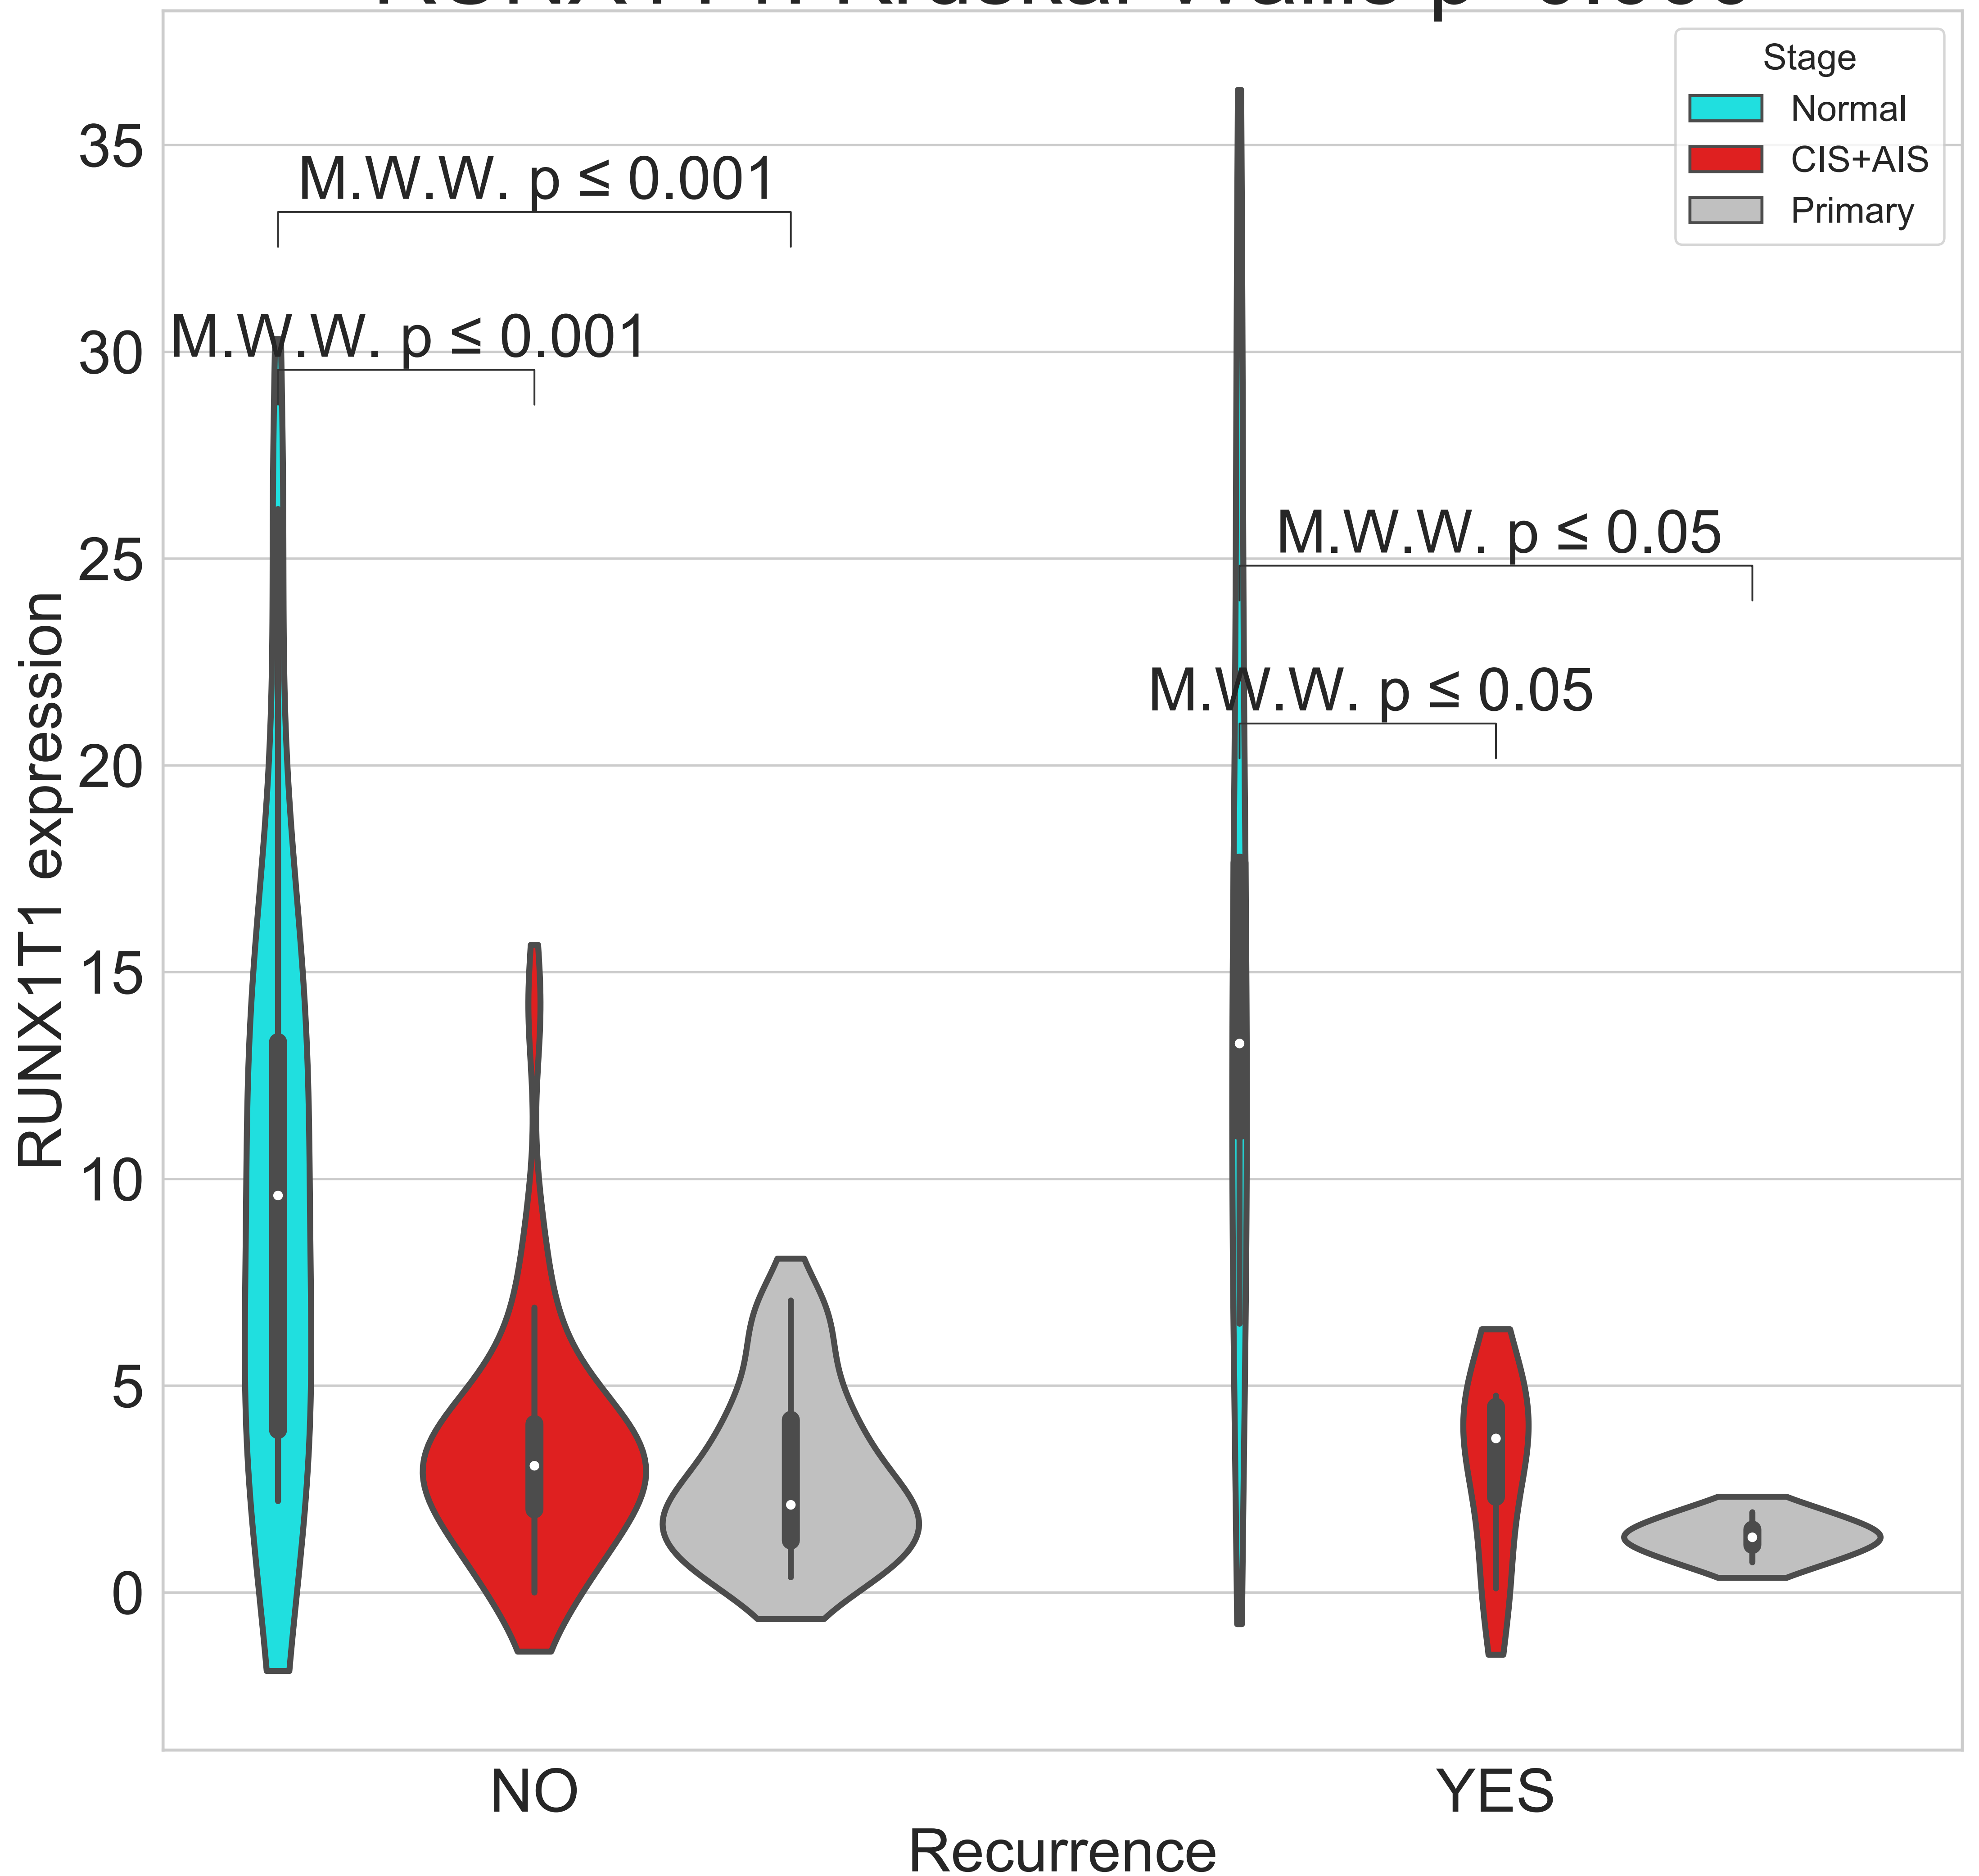 Stage
Normal
CIS+AIS
Primary
35
30
25
20
15
10
5
0
RUNX1T1 expression
M.W.W. p ≤ 0.001
M.W.W. p ≤ 0.001
M.W.W. p ≤ 0.05
M.W.W. p ≤ 0.05
NO
YES
Recurrence